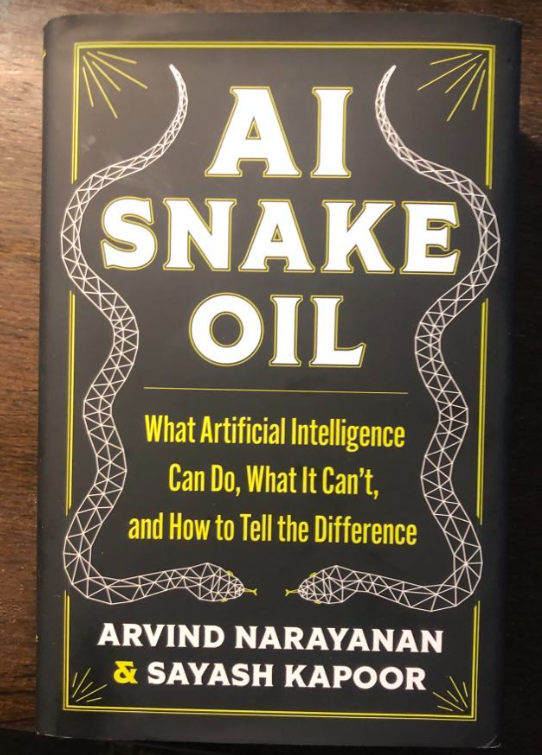 AI
SNAKE
OIL
What Artificial Intelligence
Can Do, What It Can't,
and How to Tell the Difference
ARVIND NARAYANAN
& SAYASH KAPOOR